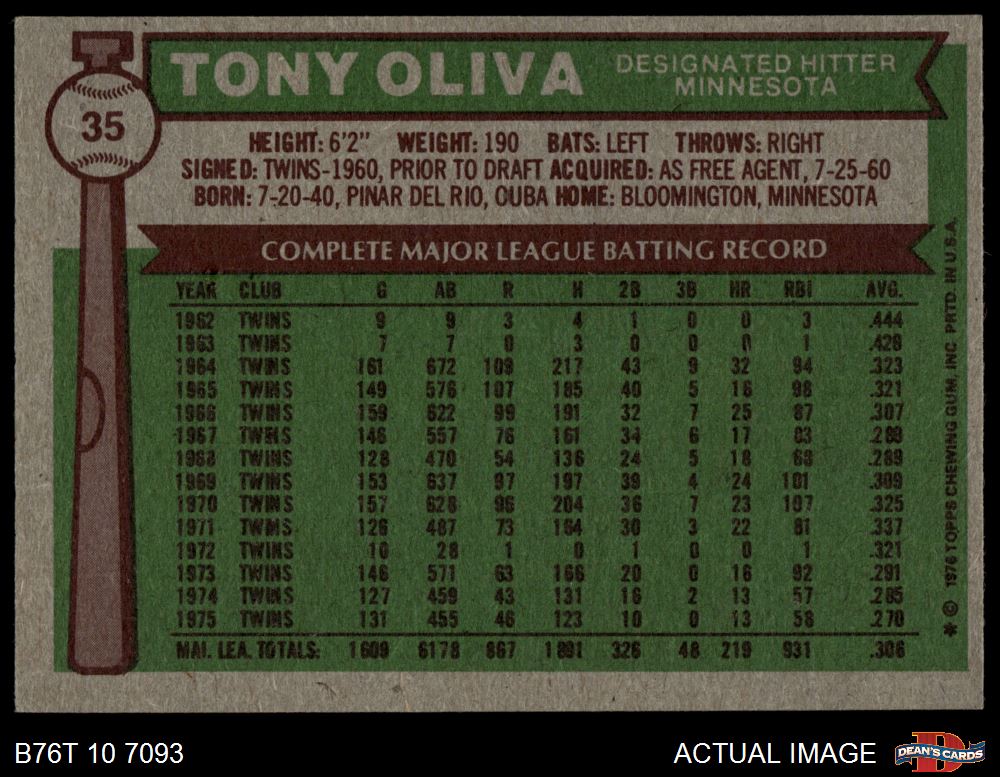 TONY OLIVA
DESIGNATED HITTER
MINNESOTA
35
HEIGHT: 6'2" WEIGHT: 190 BATS: LEFT THROWS: RIGHT
SIGNED: TWINS-1960, PRIOR TO DRAFT ACQUIRED: AS FREE AGENT, 7-25-60
BORN: 7-20-40, PINAR DEL RIO, CUBA HOME: BLOOMINGTON, MINNESOTA
COMPLETE MAJOR LEAGUE BATTING RECORD
YEAR CLUB G AB R H 2B 3B HR RBI AVG.
1962 TWINS 9 9 3 4 1 0 0 3 .444
1963 TWINS 7 7 0 3 0 0 0 1
1964 TWINS 161 672 109 217 43 9 32 94 .323
1965 TWINS 149 576 107 185 40 5 16 98 .321
1966 TWINS 159 622 99 191 32 7 25 87 .307
1967 TWINS 146 557 76 161 34 6 17 83 .289
1968 TWINS 128 470 54 136 24 5 18 68 .289
1969 TWINS 153 637 97 197 39 4 24 101 .309
1970 TWINS 157 628 96 204 36 7 23 107 .325
1971 TWINS 126 487 73 164 30 3 22 81 .337
1972 TWINS 10 28 1 1 0 0 1 .321
1973 TWINS 146 571 63 166 20 0 16 92 .291
1974 TWINS 127 459 43 131 16 2 13 57 .285
1975 TWINS 131 455 46 123 10 0 13 58 .270
MAJ. LEA. TOTALS: 1609 6178 867 1891 326 48 219 931 .306
* © 1976 TOPPS CHEWING GUM, INC PRTD IN U.S.A.
B76T 10 7093
ACTUAL IMAGE
D
DEAN'S CARDS